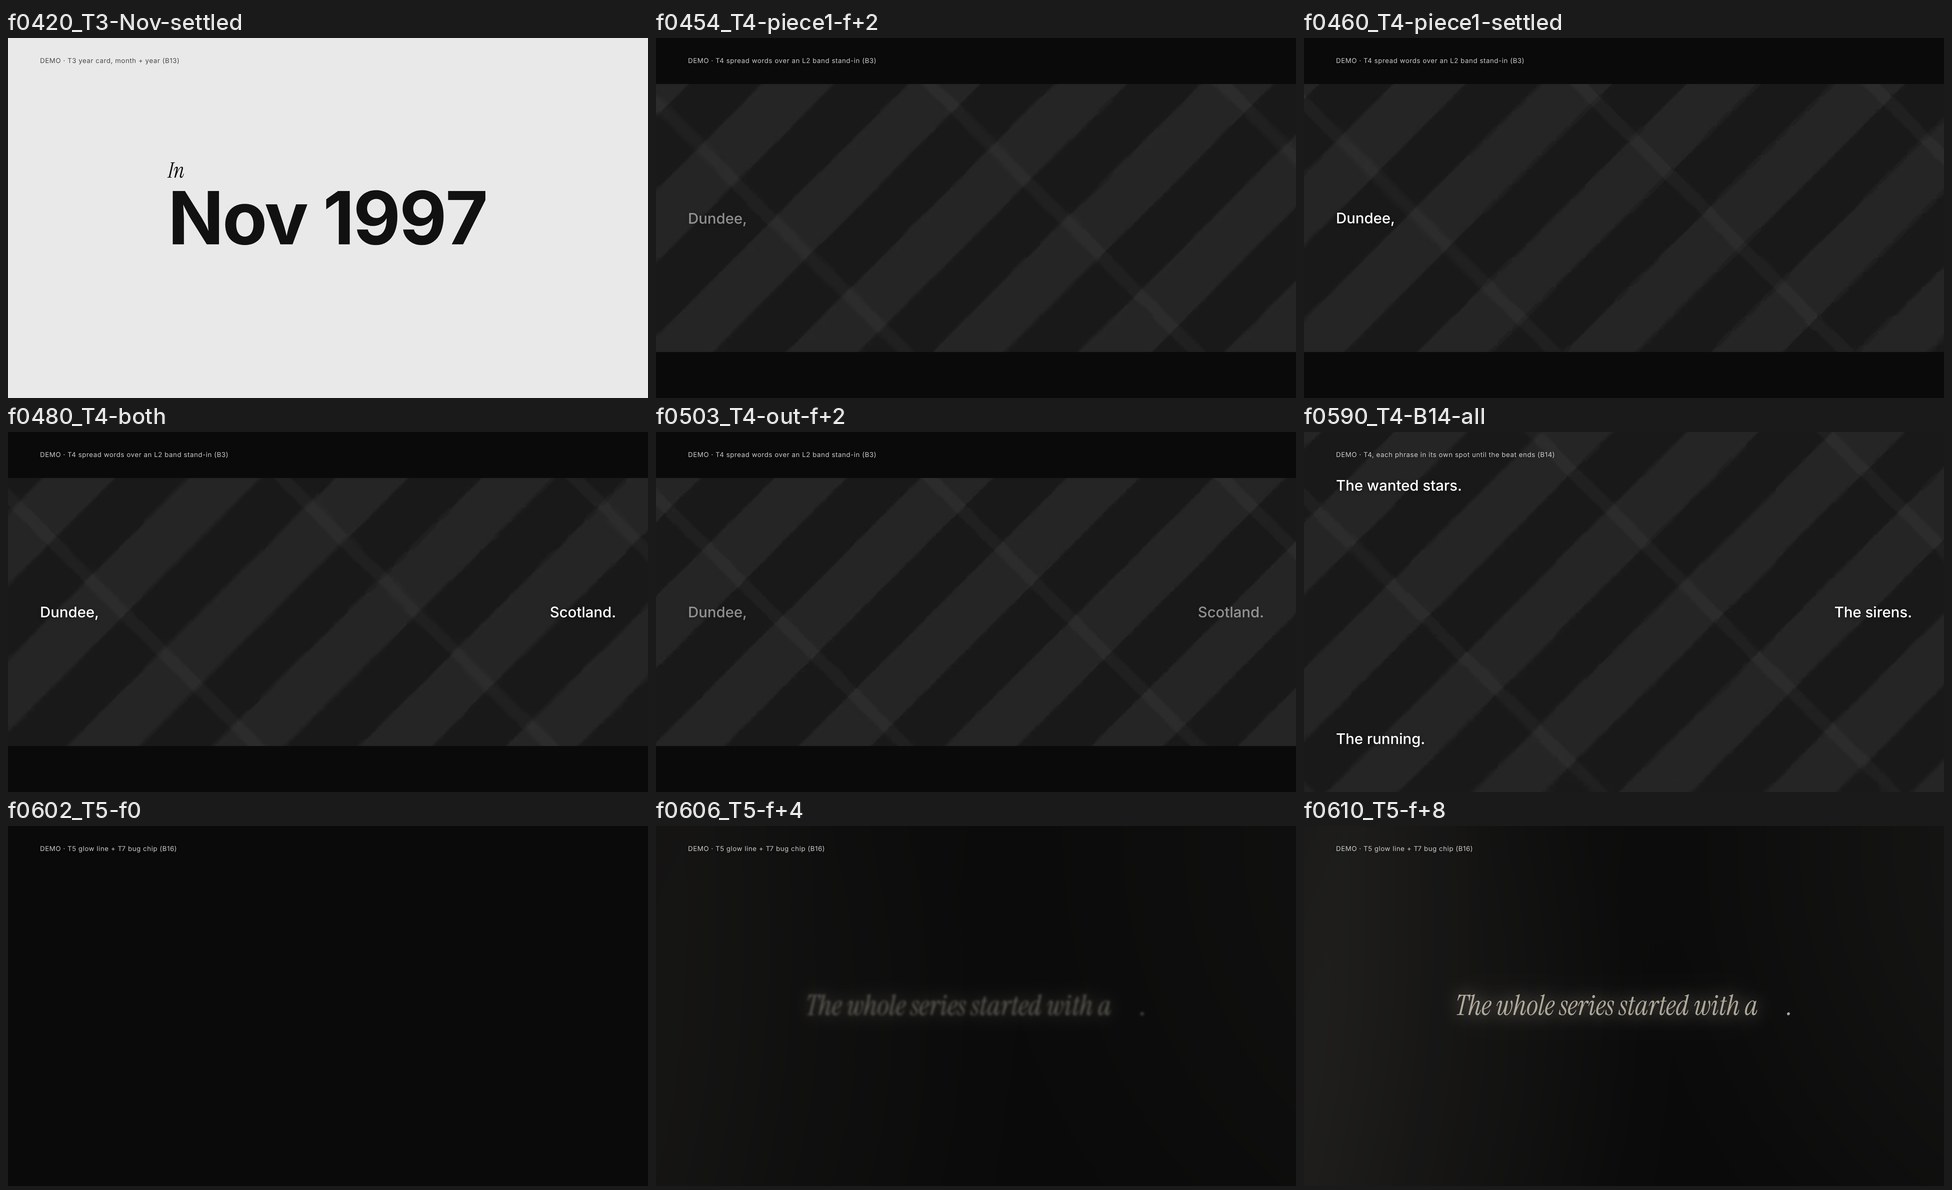 f0420_T3-Nov-settled
DEMO · T3 year card, month + year (B13)
In
Nov 1997
f0454_T4-piece1-f+2
DEMO · T4 spread words over an L2 band stand-in (B3)
Dundee,
f0460_T4-piece1-settled
DEMO · T4 spread words over an L2 band stand-in (B3)
Dundee,
f0480_T4-both
DEMO · T4 spread words over an L2 band stand-in (B3)
Dundee,
Scotland.
f0503_T4-out-f+2
DEMO · T4 spread words over an L2 band stand-in (B3)
Dundee,
Scotland.
f0590_T4-B14-all
DEMO · T4, each phrase in its own spot until the beat ends (B14)
The wanted stars.
The sirens.
The running.
f0602_T5-f0
DEMO · T5 glow line + T7 bug chip (B16)
f0606_T5-f+4
DEMO · T5 glow line + T7 bug chip (B16)
The whole series started with a .
f0610_T5-f+8
DEMO · T5 glow line + T7 bug chip (B16)
The whole series started with a .